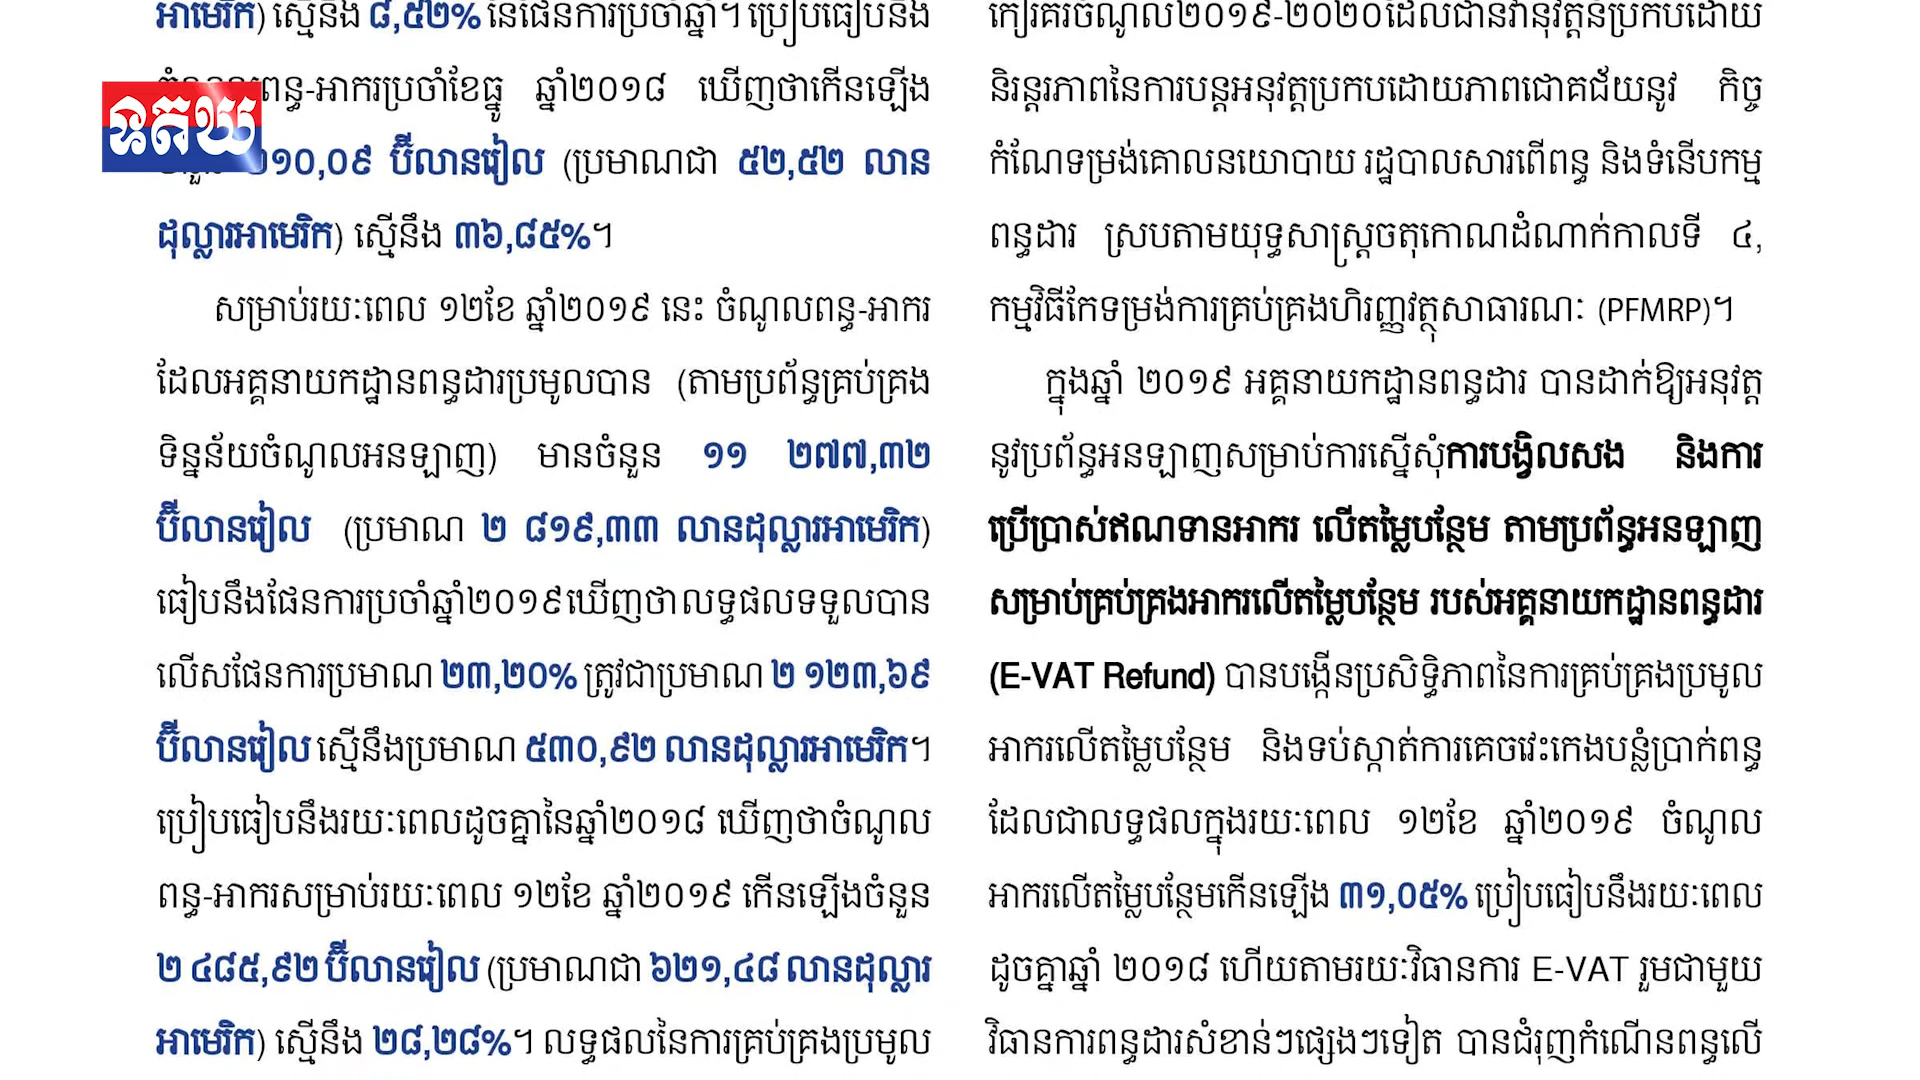 អាមេរិក) ស្មើនឹង ៨,៥២% នៃផែនការប្រចាំឆ្នាំ។ ប្រៀបធៀបនឹង
ពន្ធ-អាករប្រចាំខែធ្នូ ឆ្នាំ២០១៨ ឃើញថាកើនឡើង
១០,០៩ ប៊ីលានរៀល (ប្រមាណជា ៥២,៥២ លាន
ដុល្លារអាមេរិក) ស្មើនឹង ៣៦,៨៥%។
សម្រាប់រយៈពេល ១២ខែ ឆ្នាំ២០១៩ នេះ ចំណូលពន្ធ-អាករ
ដែលអគ្គនាយកដ្ឋានពន្ធដារប្រមូលបាន (តាមប្រព័ន្ធគ្រប់គ្រង
ទិន្នន័យចំណូលអនឡាញ) មានចំនួន ១១ ២៧៧,៣២
ប៊ីលានរៀល (ប្រមាណ ២ ៨១៩,៣៣ លានដុល្លារអាមេរិក)
ធៀបនឹងផែនការប្រចាំឆ្នាំ២០១៩ឃើញថាលទ្ធផលទទួលបាន
លើសផែនការប្រមាណ ២៣,២០% ត្រូវជាប្រមាណ ២ ១២៣,៦៩
ប៊ីលានរៀល ស្មើនឹងប្រមាណ ៥៣០,៩២ លានដុល្លារអាមេរិក។
ប្រៀបធៀបនឹងរយៈពេលដូចគ្នានៃឆ្នាំ២០១៨ ឃើញថាចំណូល
ពន្ធ-អាករសម្រាប់រយៈពេល ១២ខែ ឆ្នាំ២០១៩ កើនឡើងចំនួន
២ ៤៨៥,៩២ ប៊ីលានរៀល (ប្រមាណជា ៦២១,៤៨ លានដុល្លារ
អាមេរិក) ស្មើនឹង ២៨,២៨%។ លទ្ធផលនៃការគ្រប់គ្រងប្រមូល
កៀរគរចំណូល២០១៩-២០២០ដែលជានវានុវត្តន៍ប្រកបដោយ
និរន្តរភាពនៃការបន្តអនុវត្តប្រកបដោយភាពជោគជ័យនូវ កិច្ច
កំណែទម្រង់គោលនយោបាយ រដ្ឋបាលសារពើពន្ធ និងទំនើបកម្ម
ពន្ធដារ ស្របតាមយុទ្ធសាស្ត្រចតុកោណដំណាក់កាលទី ៤,
កម្មវិធីកែទម្រង់ការគ្រប់គ្រងហិរញ្ញវត្ថុសាធារណៈ (PFMRP)។
ក្នុងឆ្នាំ ២០១៩ អគ្គនាយកដ្ឋានពន្ធដារ បានដាក់ឱ្យអនុវត្ត
នូវប្រព័ន្ធអនឡាញសម្រាប់ការស្នើសុំការបង្វិលសង និងការ
ប្រើប្រាស់ឥណទានអាករ លើតម្លៃបន្ថែម តាមប្រព័ន្ធអនឡាញ
សម្រាប់គ្រប់គ្រងអាករលើតម្លៃបន្ថែម របស់អគ្គនាយកដ្ឋានពន្ធដារ
(E-VAT Refund) បានបង្កើនប្រសិទ្ធិភាពនៃការគ្រប់គ្រងប្រមូល
អាករលើតម្លៃបន្ថែម និងទប់ស្កាត់ការគេចវេះកេងបន្លំប្រាក់ពន្ធ
ដែលជាលទ្ធផលក្នុងរយៈពេល ១២ខែ ឆ្នាំ២០១៩ ចំណូល
អាករលើតម្លៃបន្ថែមកើនឡើង ៣១,០៥% ប្រៀបធៀបនឹងរយៈពេល
ដូចគ្នាឆ្នាំ ២០១៨ ហើយតាមរយៈវិធានការ E-VAT រួមជាមួយ
វិធានការពន្ធដារសំខាន់ៗផ្សេងៗទៀត បានជំរុញកំណើនពន្ធលើ